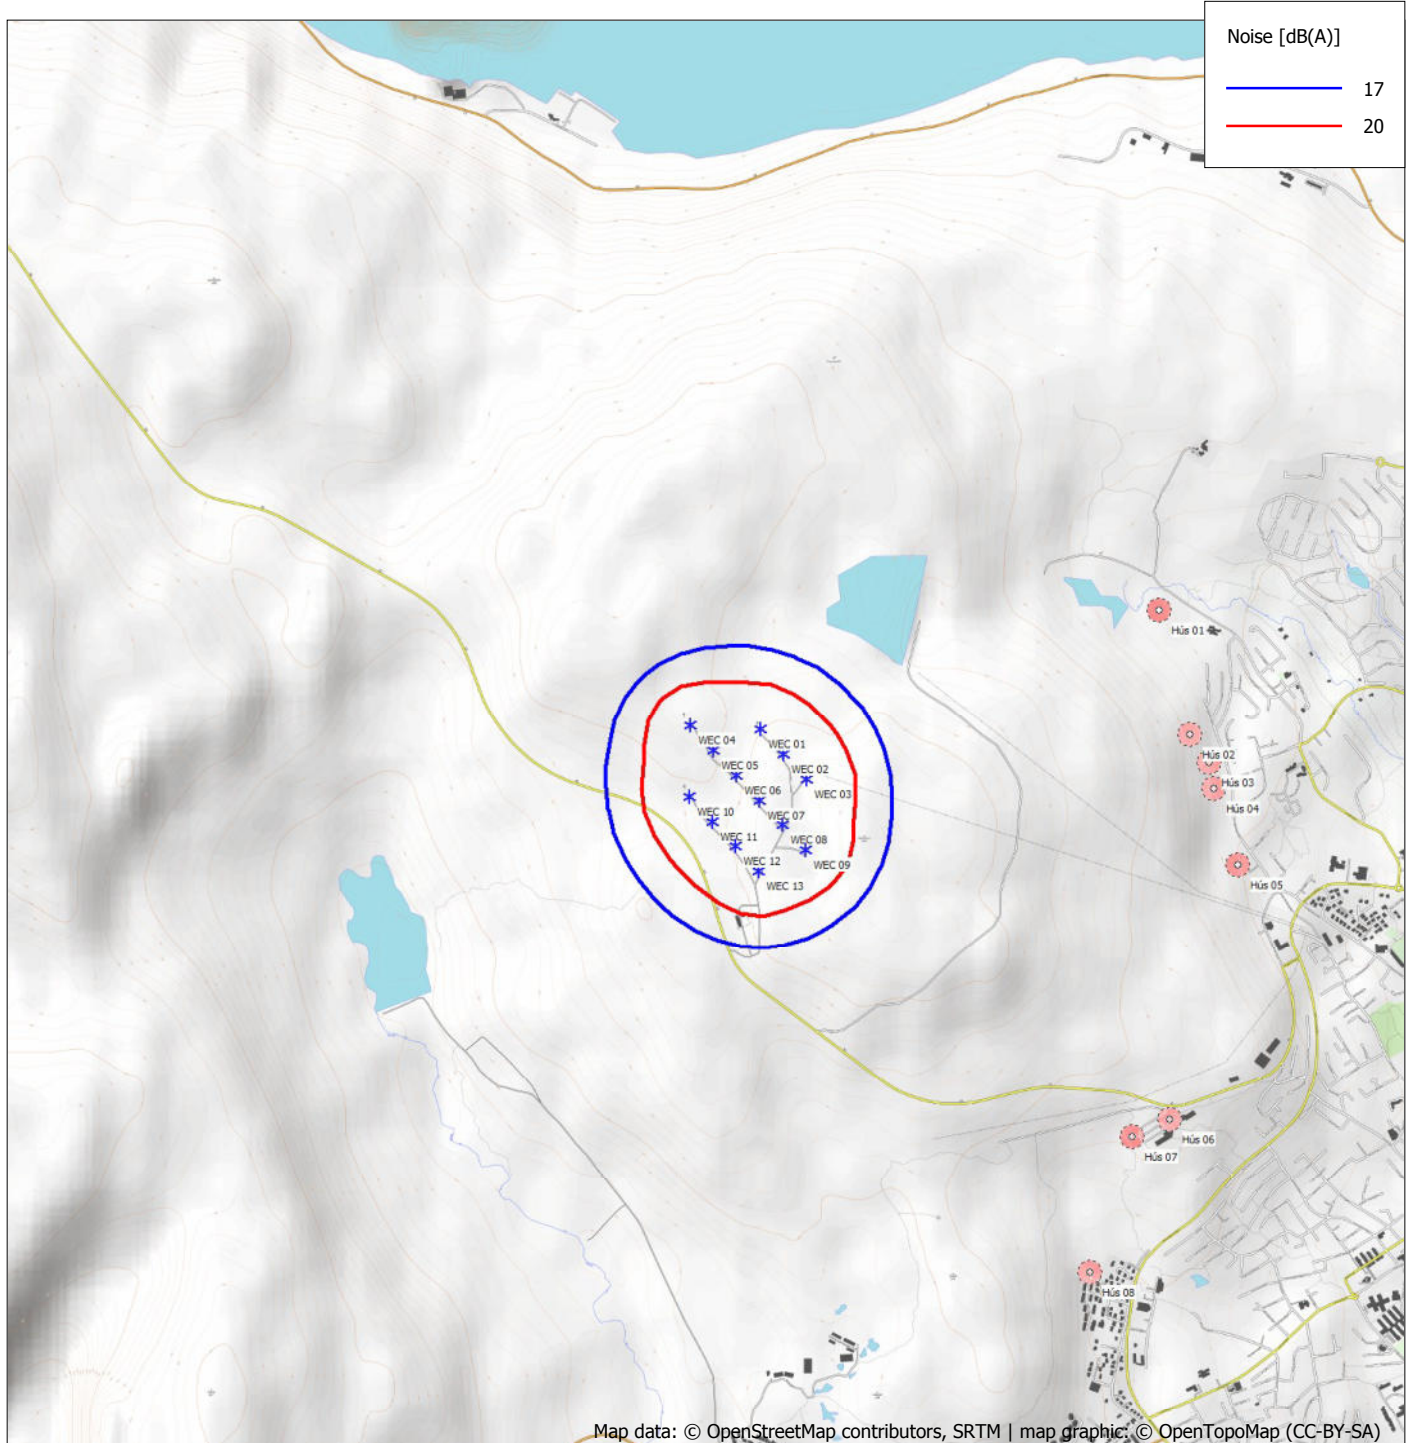 Noise [dB(A)]
17
20
Hús 01
WEC 04
WEC 01
Hús 02
WEC 05
WEC 02
Hús 03
WEC 06
WEC 03
Hús 04
WEC 10
WEC 07
WEC 11
WEC 08
WEC 12
WEC 09
WEC 13
Hús 05
Hús 06
Hús 07
Hús 08
Map data: © OpenStreetMap contributors, SRTM | map graphic: © OpenTopoMap (CC-BY-SA)